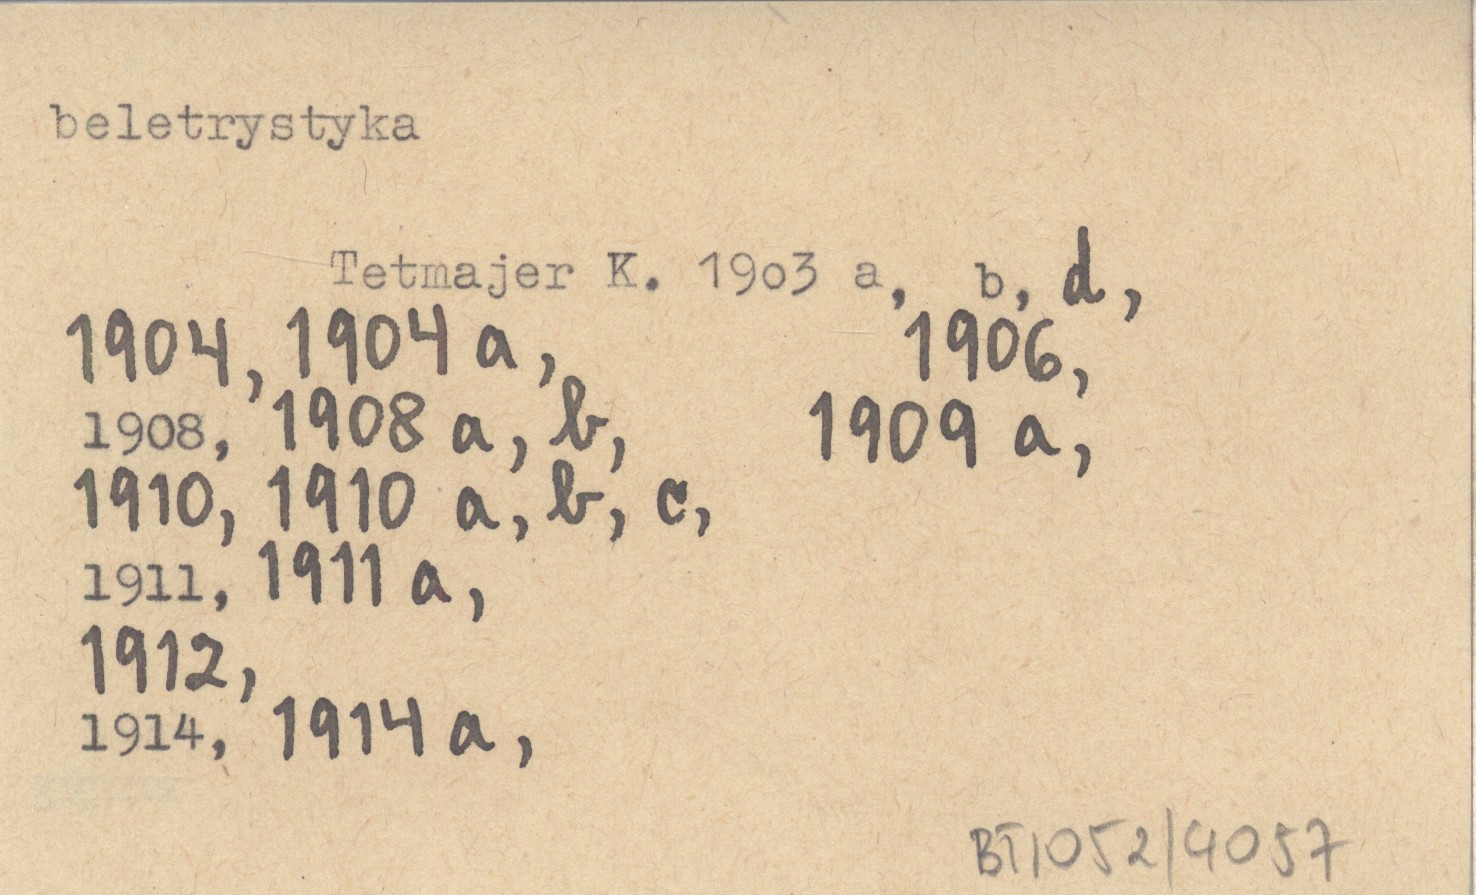 beletrystyka
Tetmajer K. 1903 a, b, d,
1904, 1904 a, 1906,
1908, 1908 a, b, 1909 a,
1910, 1910 a, b, c,
1911, 1911 a,
1912,
1914, 1914 a,
BT1052/4057